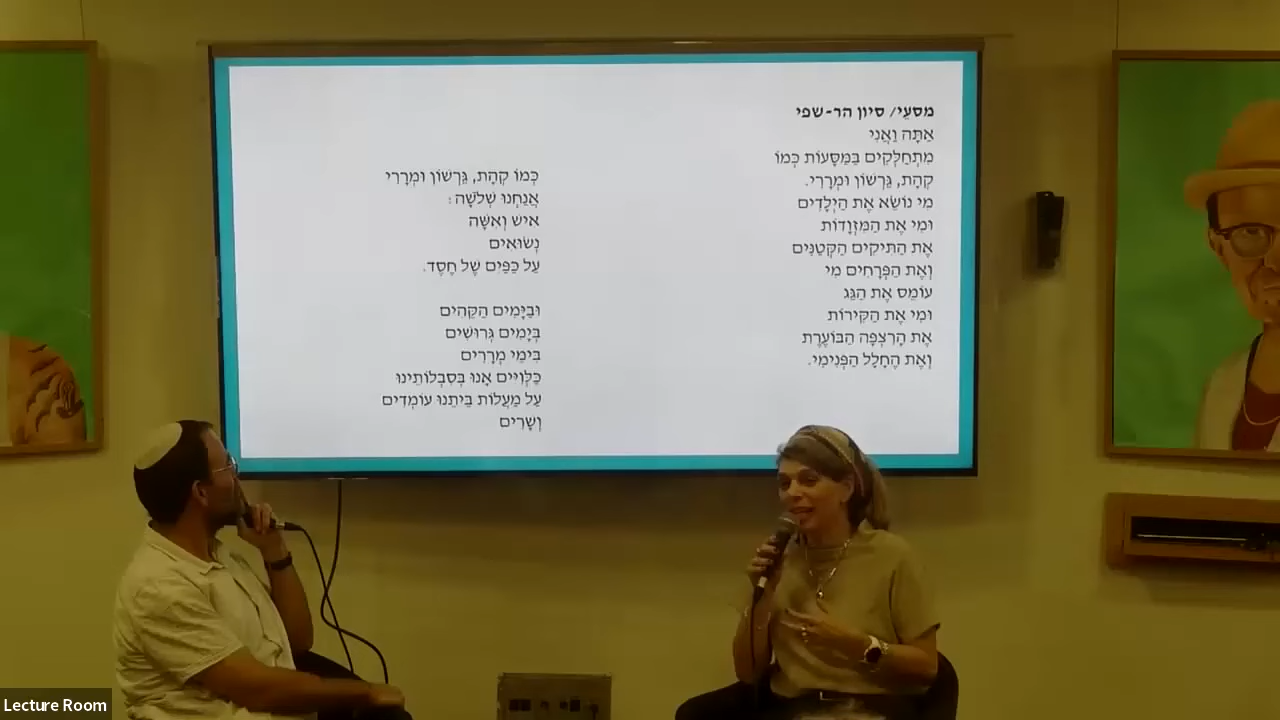 מסעֵי/ סיון הר-שפי
אַתָּה וַאֲנִי
מִתְחַלְּקִים בַּמַּסָּעוֹת כְּמוֹ
קְהָת, גֵּרְשׁוֹן וּמְרָרִי.
מִי נוֹשֵׂא אֶת הַיְלָדִים
וּמִי אֶת הַמִּזְוָדוֹת
אֶת הַתִּיקִים הַקְּטַנִּים
וְאֶת הַפְּרָחִים מִי
עוֹמֵס אֶת הַגַּג
וּמִי אֶת הַקִּירוֹת
אֶת הָרִצְפָּה הַבּוֹעֶרֶת
וְאֶת הֶחָלָל הַפְּנִימִי.
כְּמוֹ קְהָת, גֵּרְשׁוֹן וּמְרָרִי
אֲנַחְנוּ שְׁלֹשָׁה:
אִישׁ וְאִשָּׁה
נְשׂוּאִים
עַל כַּפַּיִם שֶׁל חֶסֶד.
וּבַיָּמִים הַקֵּהִים
בְּיָמִים גְּרוּשִׁים
בִּימֵי מְרָרִים
כַּלְּוִיִּים אָנוּ בְּסִבְלוֹתֵינוּ
עַל מַעֲלוֹת בֵּיתֵנוּ עוֹמְדִים
וְשָׁרִים
Lecture Room